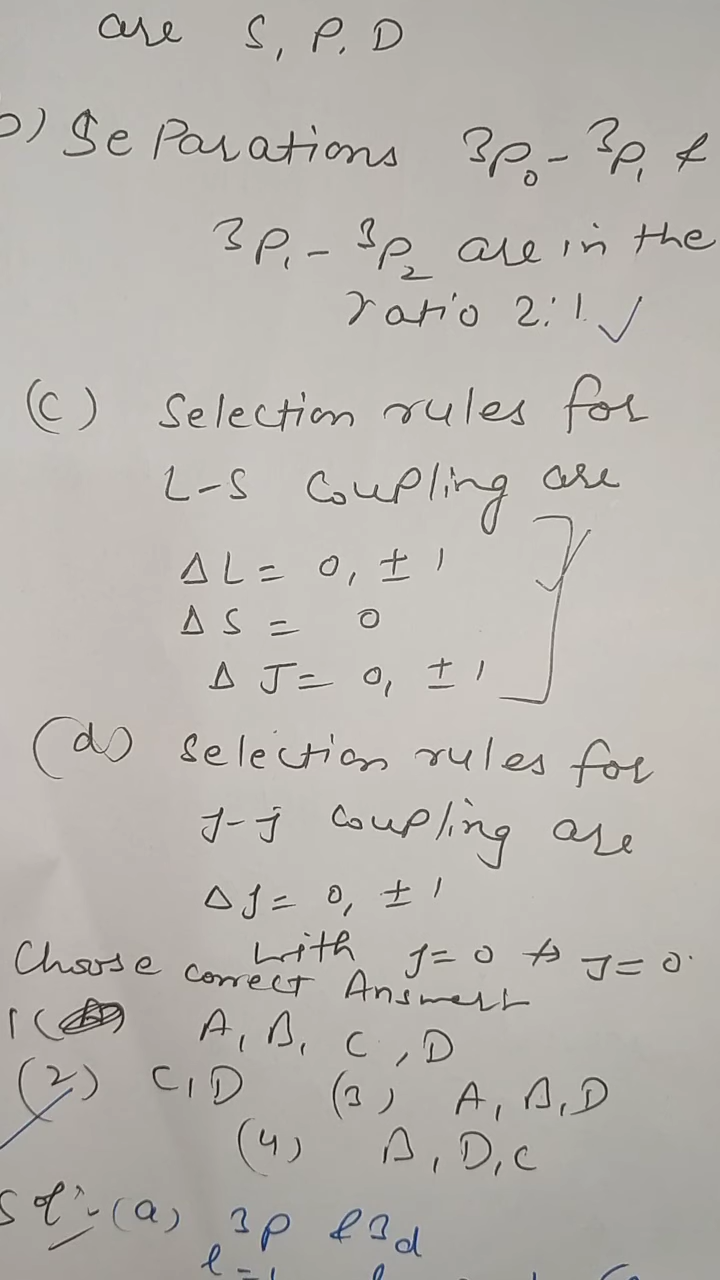 are S, P, D
b) Separations ³P₀ - ³P₁ &
³P₁ - ³P₂ are in the
ratio 2:1 ✓
(c) Selection rules for
L-S Coupling are
ΔL = 0, ±1
ΔS = 0
ΔJ = 0, ±1
(d) Selection rules for
J-j Coupling are
Δj = 0, ±1
with J=0 ↛ J=0.
Choose correct Answer
1( ) A, B, C, D
(2) C, D (3) A, B, D
(4) B, D, C
Sol:- (a) 3p & 3d
l = 1